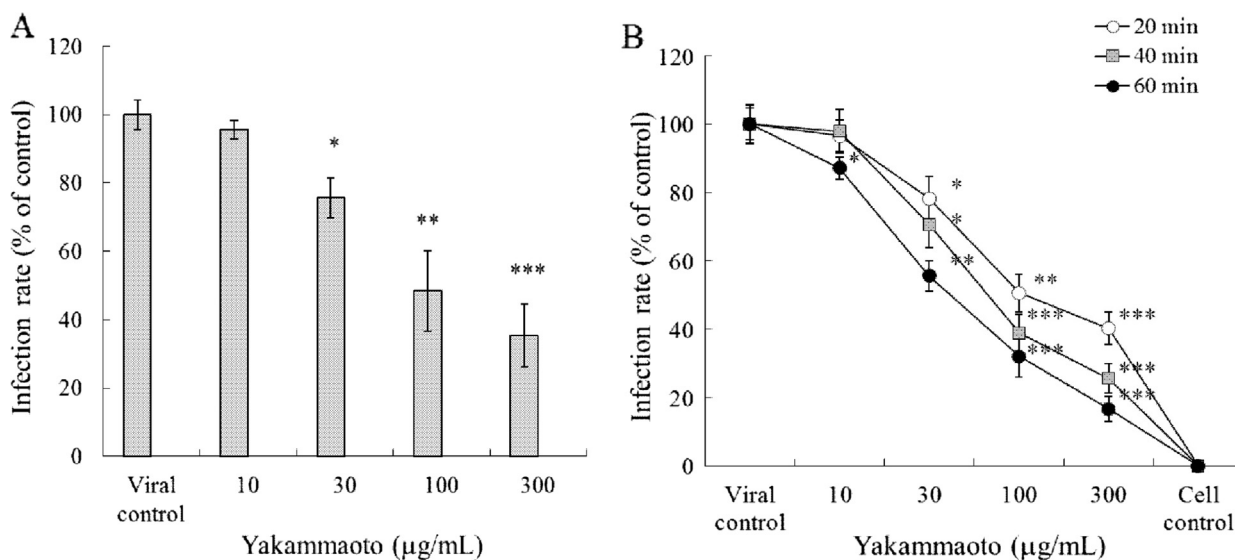 A
120
100
80
60
40
20
0
Infection rate (% of control)
*
**
***
Viral control
10
30
100
300
Yakammaoto (μg/mL)
B
20 min
40 min
60 min
120
100
80
60
40
20
0
Infection rate (% of control)
*
*
*
**
**
***
***
***
***
***
Viral control
10
30
100
300
Cell control
Yakammaoto (μg/mL)